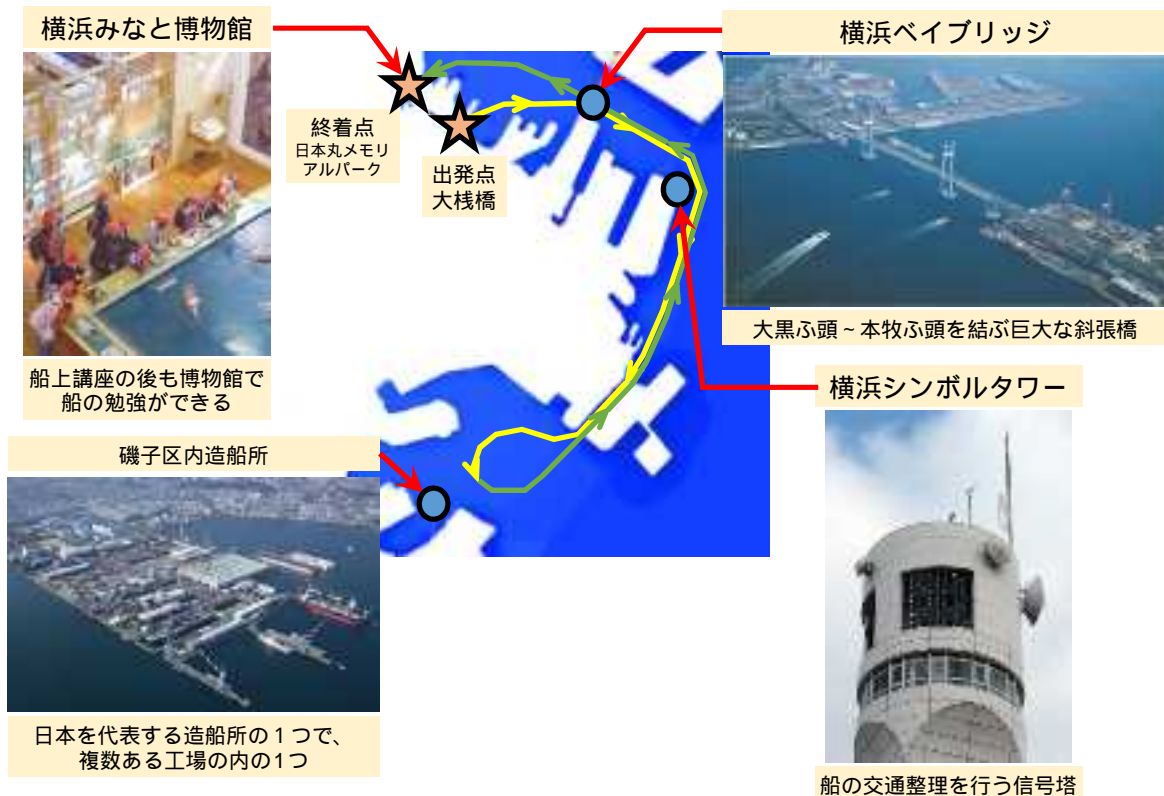 横浜みなと博物館
船上講座の後も博物館で
船の勉強ができる
終着点
日本丸メモリ
アルパーク
出発点
大桟橋
横浜ベイブリッジ
大黒ふ頭~本牧ふ頭を結ぶ巨大な斜張橋
横浜シンボルタワー
船の交通整理を行う信号塔
磯子区内造船所
日本を代表する造船所の１つで、
複数ある工場の内の1つ